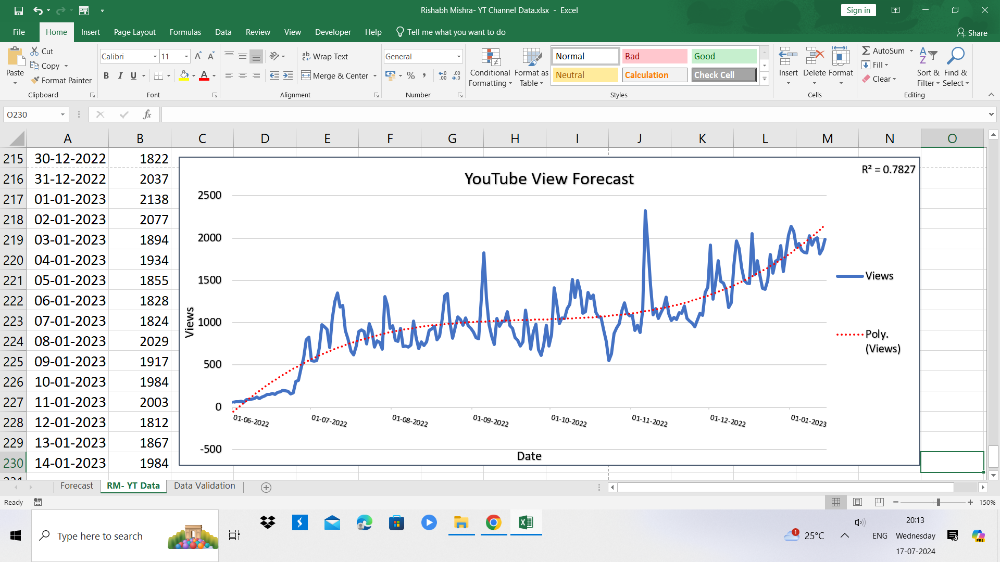 Rishabh Mishra- YT Channel Data.xlsx - Excel
Sign in
File Home Insert Page Layout Formulas Data Review View Developer Help Tell me what you want to do Share
Paste
Cut
Copy
Format Painter
Clipboard
Calibri 11
B I U
Font
Wrap Text
Merge & Center
Alignment
General
%
Number
Conditional Formatting
Format as Table
Normal Bad Good
Neutral Calculation Check Cell
Styles
Insert Delete Format
Cells
AutoSum
Fill
Clear
Sort & Filter
Find & Select
Editing
O230
fx
A B C D E F G H I J K L M N O
215 30-12-2022 1822
216 31-12-2022 2037
217 01-01-2023 2138
218 02-01-2023 2077
219 03-01-2023 1894
220 04-01-2023 1934
221 05-01-2023 1855
222 06-01-2023 1828
223 07-01-2023 1824
224 08-01-2023 2029
225 09-01-2023 1917
226 10-01-2023 1984
227 11-01-2023 2003
228 12-01-2023 1812
229 13-01-2023 1867
230 14-01-2023 1984
YouTube View Forecast
R² = 0.7827
2500
2000
1500
1000
500
0
-500
Views
01-06-2022 01-07-2022 01-08-2022 01-09-2022 01-10-2022 01-11-2022 01-12-2022 01-01-2023
Date
Views
Poly.
(Views)
Forecast RM- YT Data Data Validation
Ready
150%
Type here to search
1
25°C
ENG
20:13
Wednesday
17-07-2024
PRE